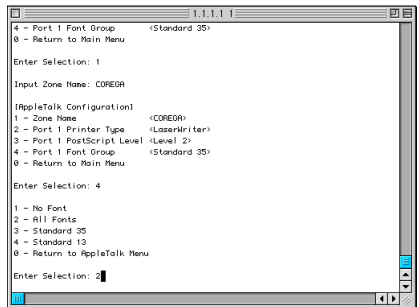 1.1.1.1 1
4 - Port 1 Font Group <Standard 35>
0 - Return to Main Menu
Enter Selection: 1
Input Zone Name: COREGA
[AppleTalk Configuration]
1 - Zone Name <COREGA>
2 - Port 1 Printer Type <LaserWriter>
3 - Port 1 PostScript Level <Level 2>
4 - Port 1 Font Group <Standard 35>
0 - Return to Main Menu
Enter Selection: 4
1 - No Font
2 - All Fonts
3 - Standard 35
4 - Standard 13
0 - Return to AppleTalk Menu
Enter Selection: 2